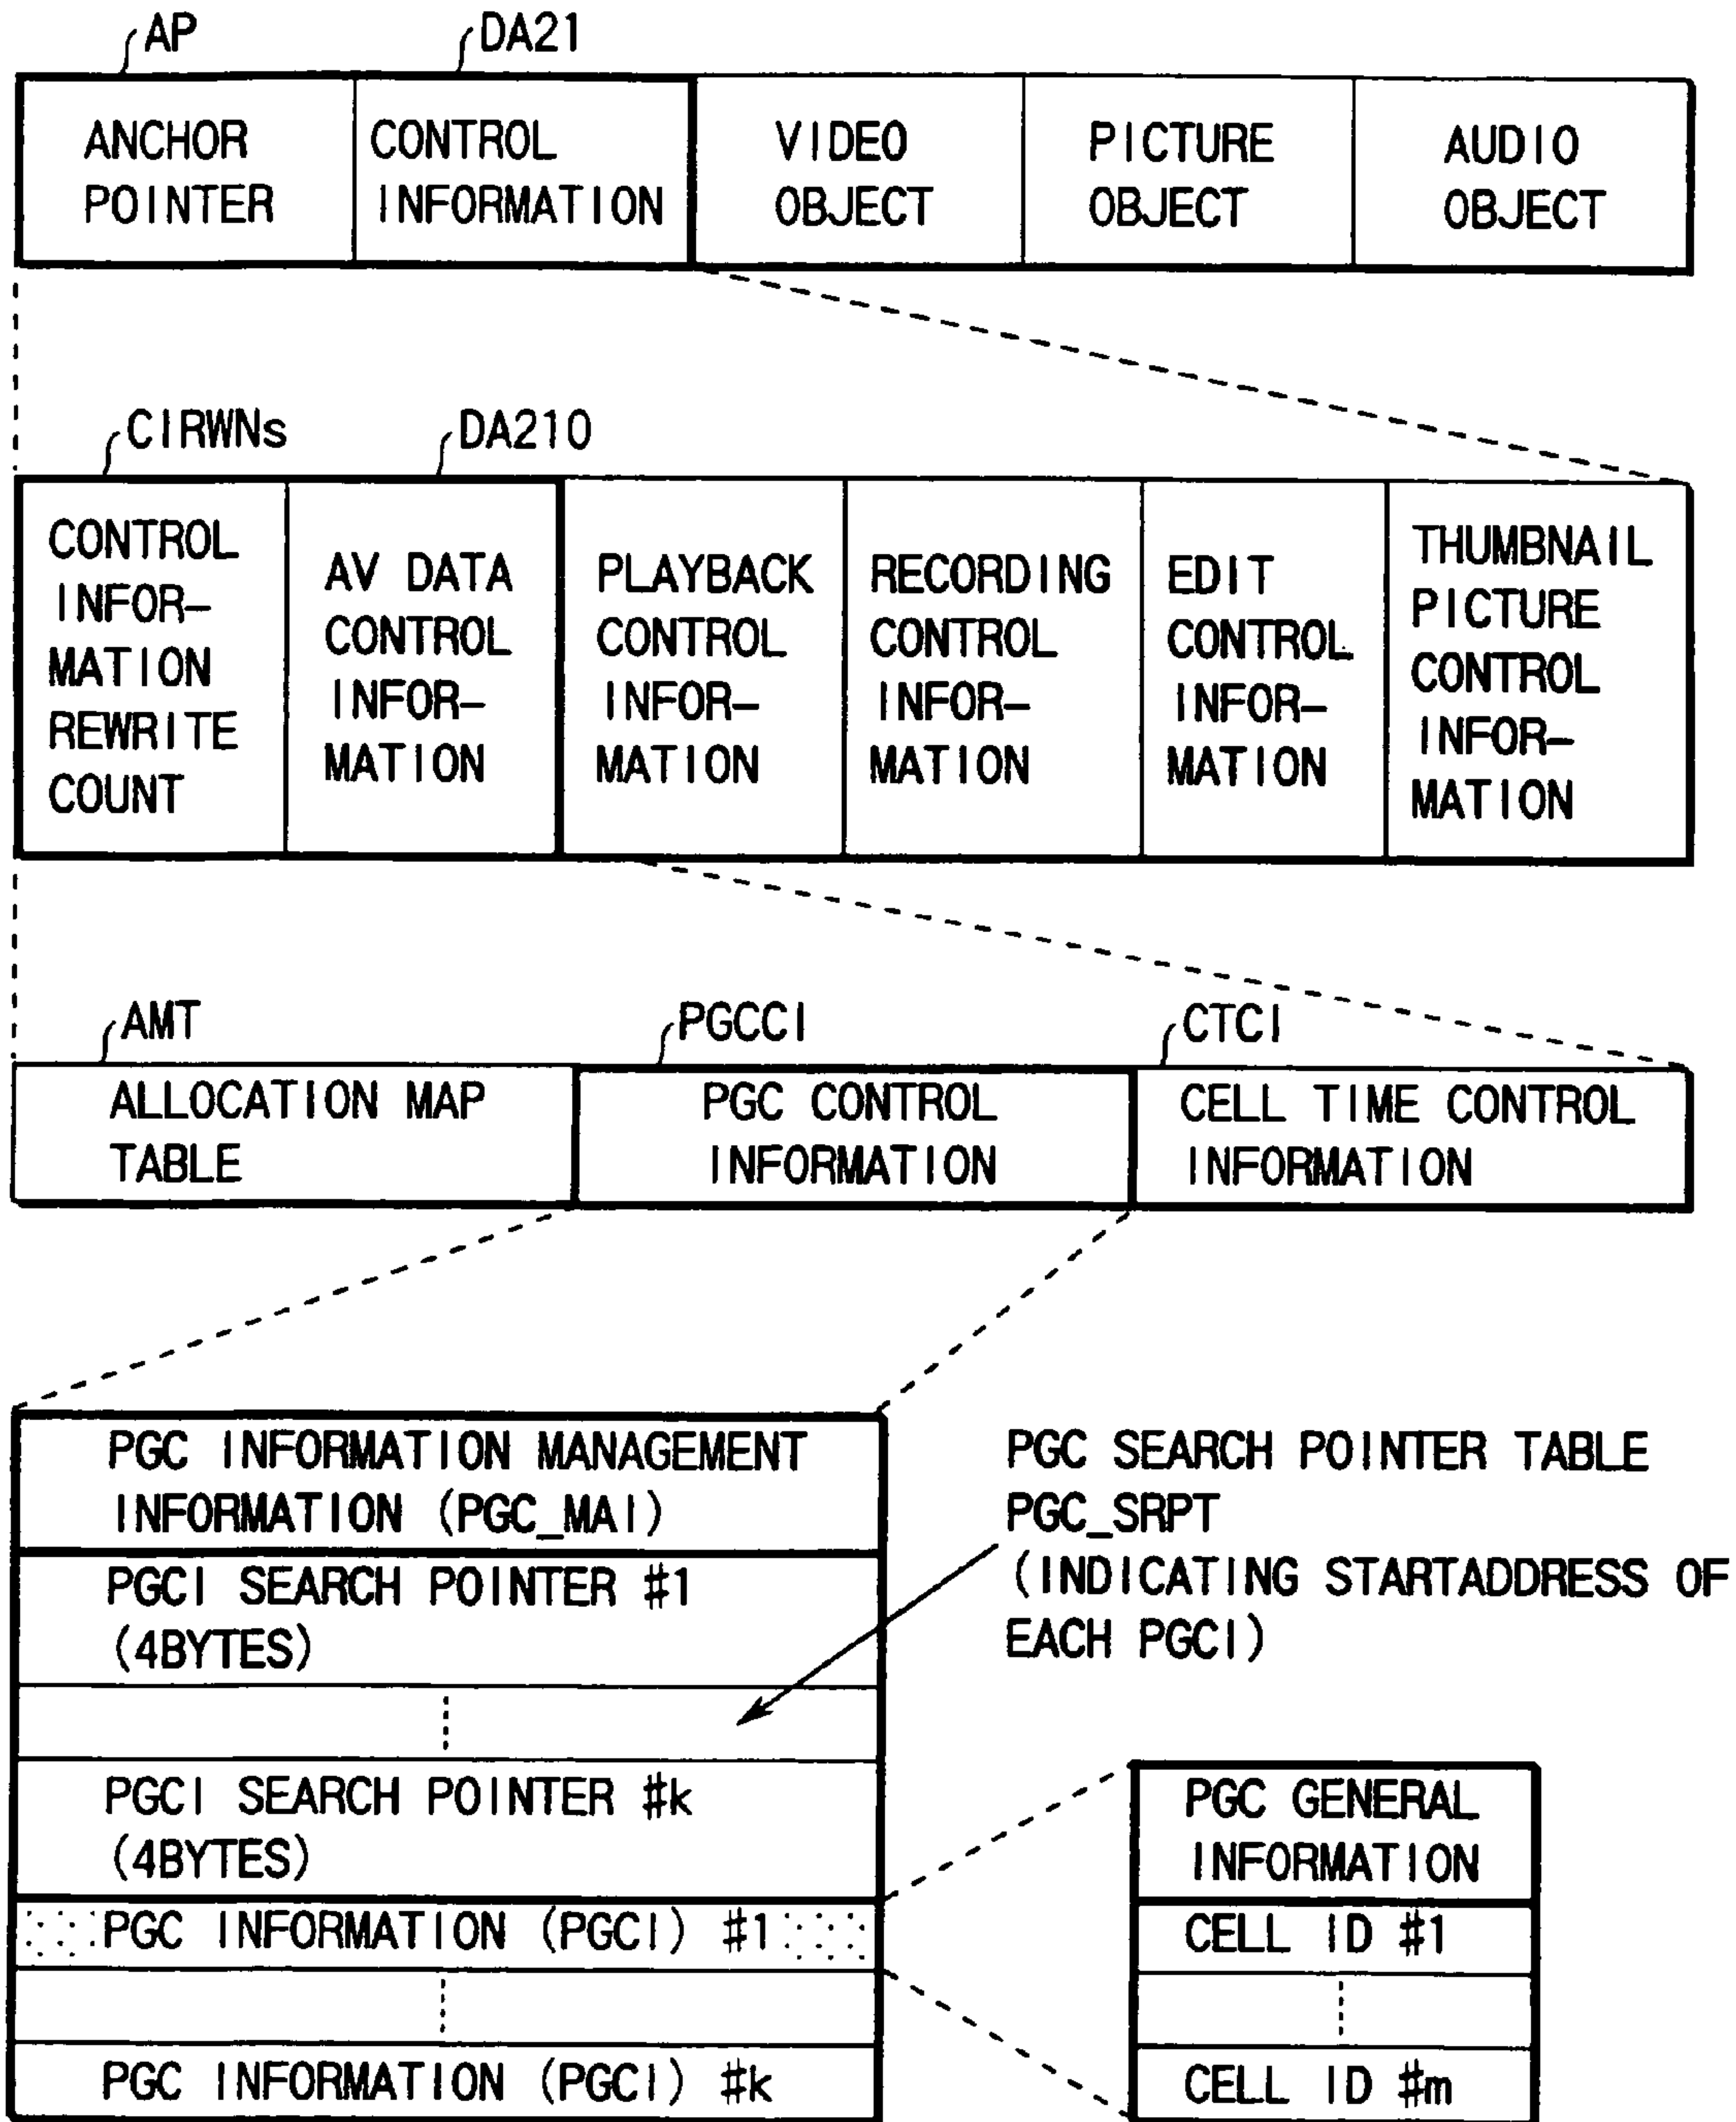 AP
DA21
ANCHOR
POINTER
CONTROL
INFORMATION
VIDEO
OBJECT
PICTURE
OBJECT
AUDIO
OBJECT
CIRWNs
DA210
CONTROL
INFOR-
MATION
REWRITE
COUNT
AV DATA
CONTROL
INFOR-
MATION
PLAYBACK
CONTROL
INFOR-
MATION
RECORDING
CONTROL
INFOR-
MATION
EDIT
CONTROL
INFOR-
MATION
THUMBNAIL
PICTURE
CONTROL
INFOR-
MATION
AMT
PGCCI
CTCI
ALLOCATION MAP
TABLE
PGC CONTROL
INFORMATION
CELL TIME CONTROL
INFORMATION
PGC INFORMATION MANAGEMENT
INFORMATION (PGC_MAI)
PGCI SEARCH POINTER #1
(4BYTES)
PGCI SEARCH POINTER #k
(4BYTES)
PGC INFORMATION (PGCI) #1
PGC INFORMATION (PGCI) #k
PGC SEARCH POINTER TABLE
PGC_SRPT
(INDICATING STARTADDRESS OF
EACH PGCI)
PGC GENERAL
INFORMATION
CELL ID #1
CELL ID #m